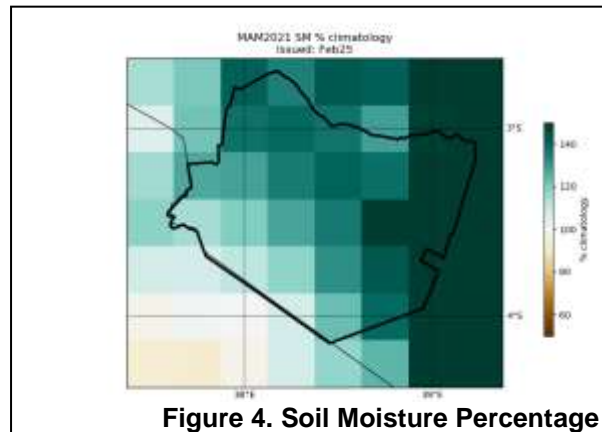 MAM2021 SM % climatology
Issued: Feb25
3°S
4°S
38°E
39°E
140
120
100
80
60
% climatology
Figure 4. Soil Moisture Percentage